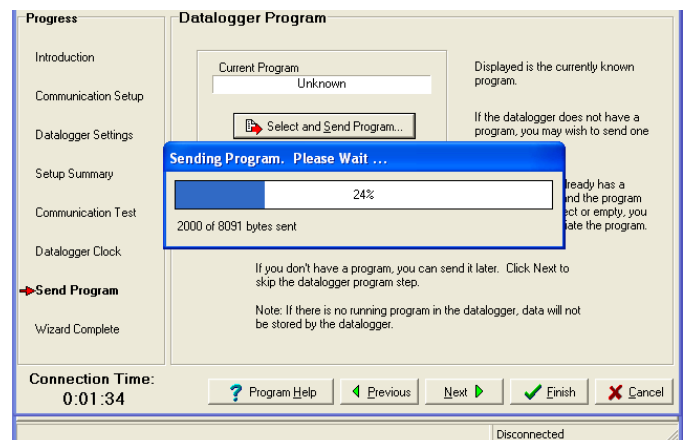 Progress
Introduction
Communication Setup
Datalogger Settings
Setup Summary
Communication Test
Datalogger Clock
Send Program
Wizard Complete
Connection Time:
0:01:34
Datalogger Program
Current Program
Unknown
Select and Send Program...
Displayed is the currently known
program.
If the datalogger does not have a
program, you may wish to send one
Sending Program. Please Wait ...
24%
2000 of 8091 bytes sent
already has a
and the program
or empty, you
the program.
If you don't have a program, you can send it later. Click Next to
skip the datalogger program step.
Note: If there is no running program in the datalogger, data will not
be stored by the datalogger.
Program Help
Previous
Next
Finish
Cancel
Disconnected